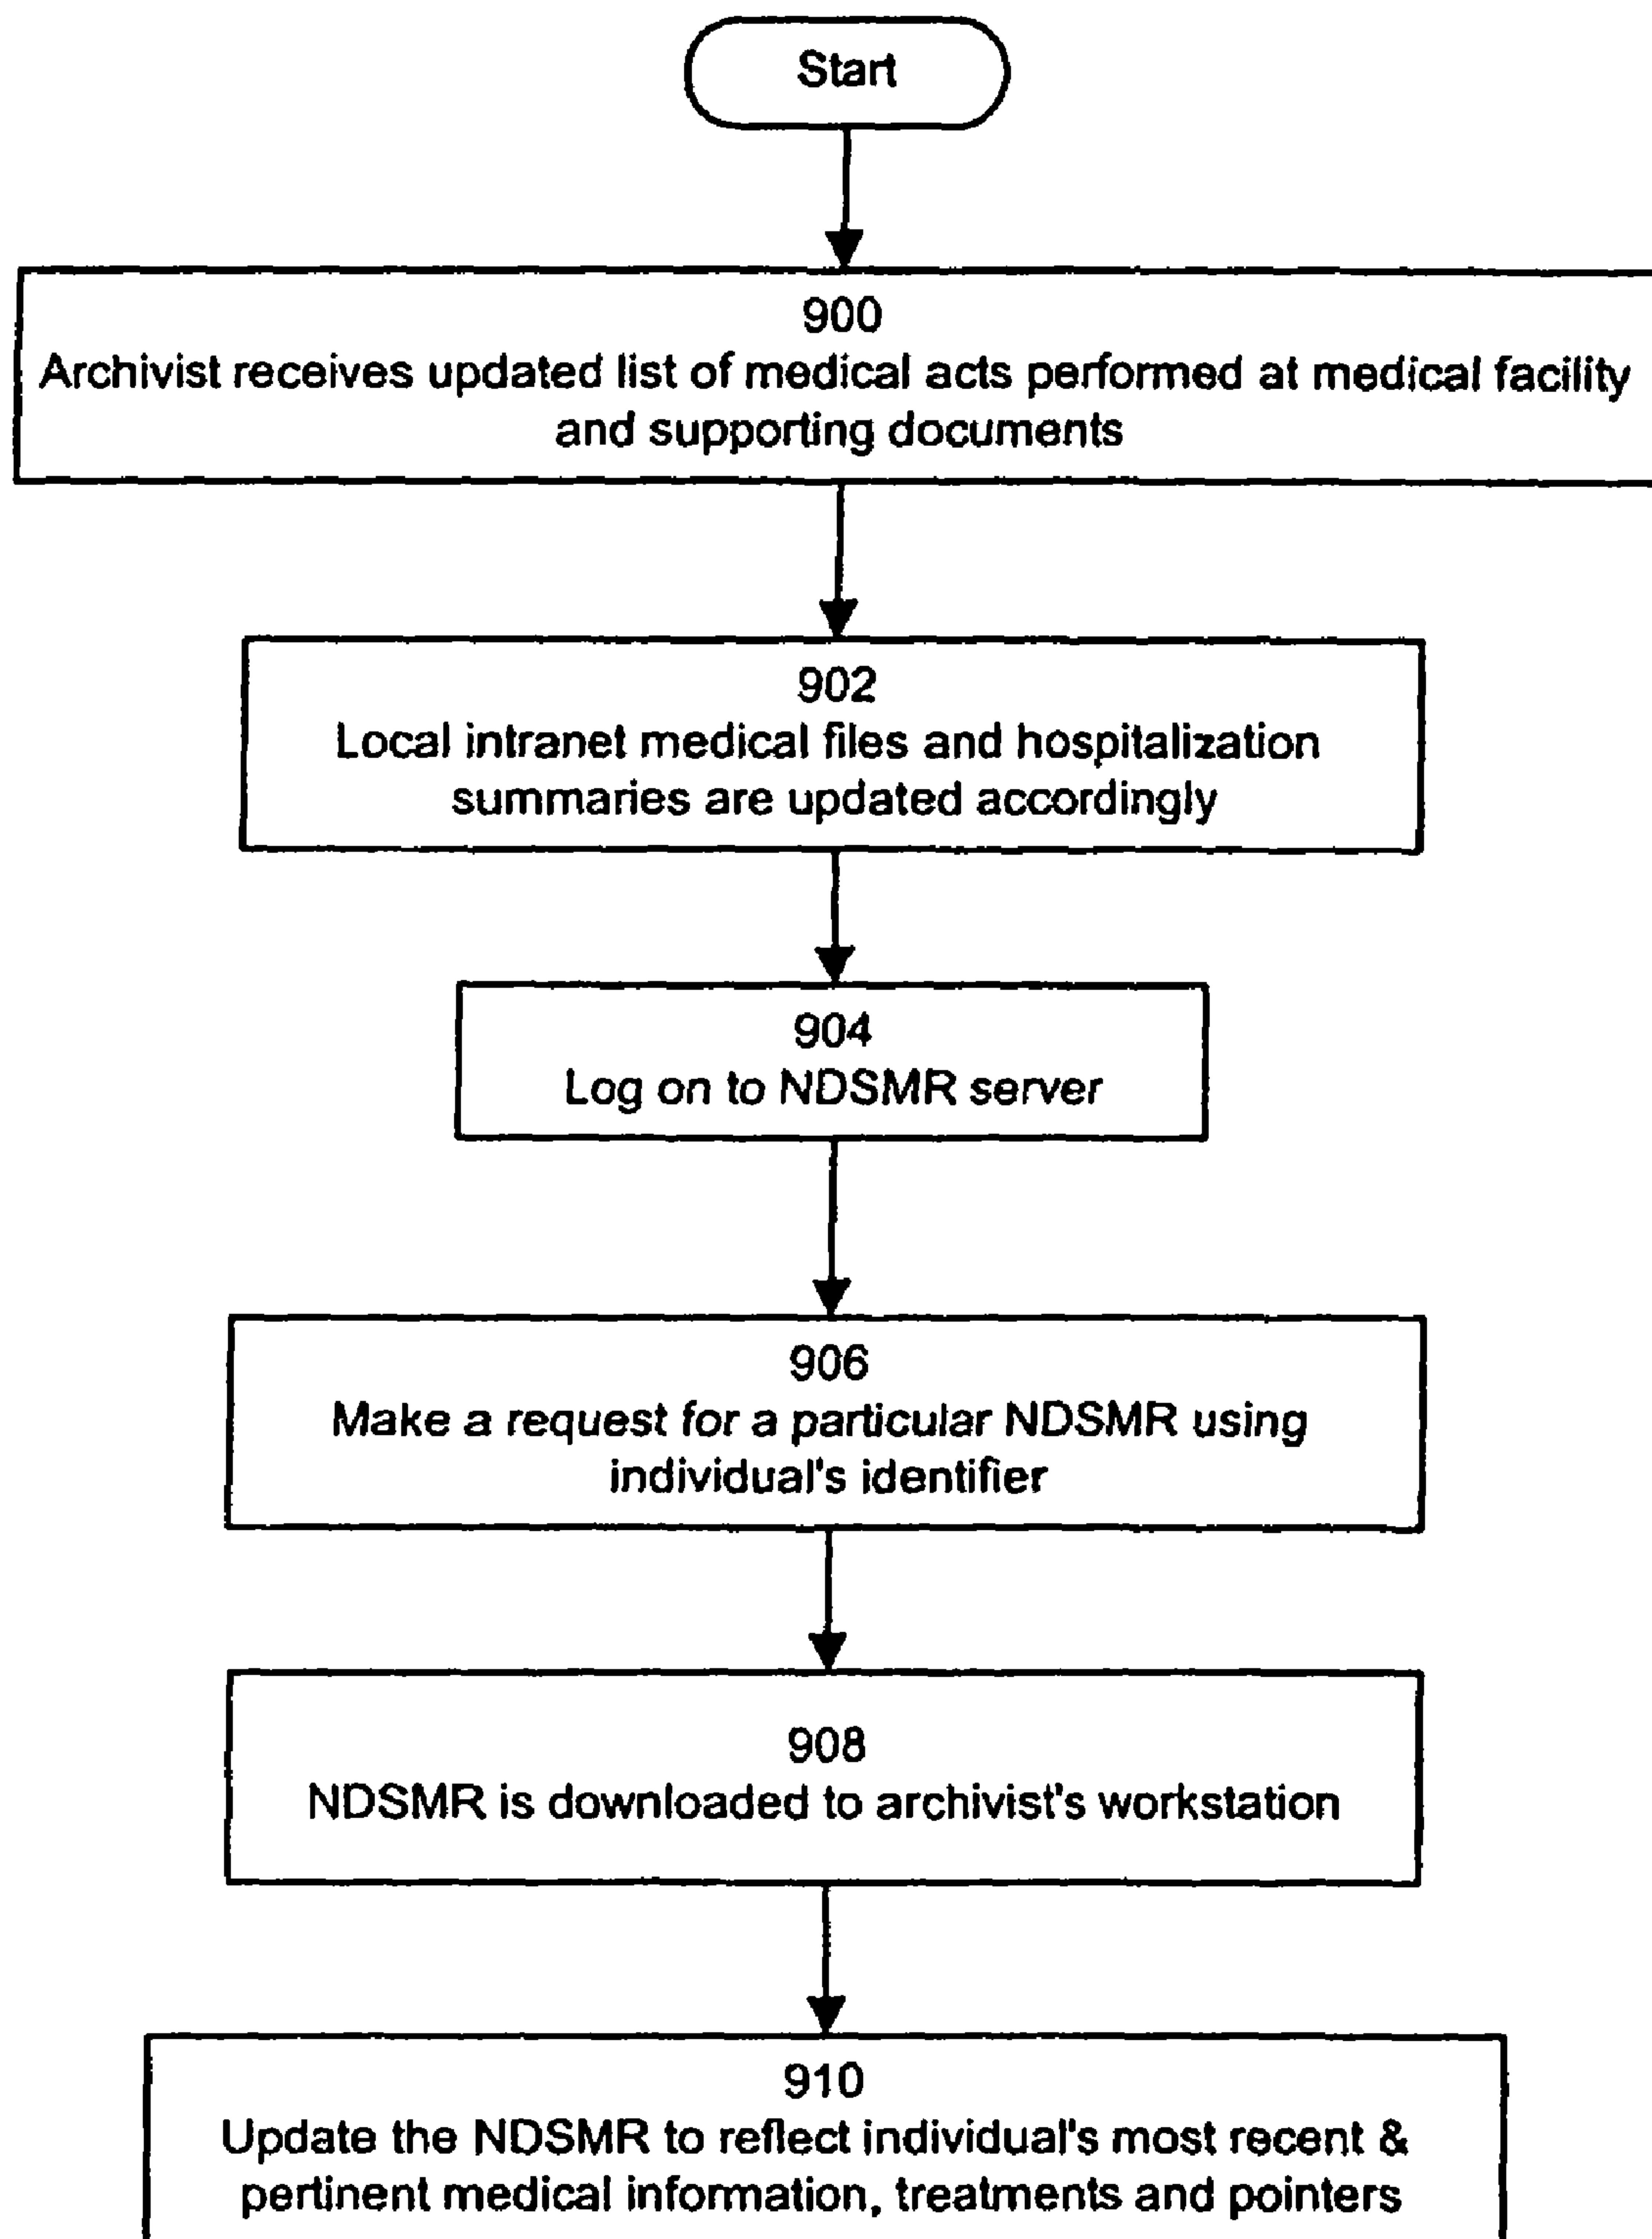 Start
900
Archivist receives updated list of medical acts performed at medical facility
and supporting documents
902
Local intranet medical files and hospitalization
summaries are updated accordingly
904
Log on to NDSMR server
906
Make a request for a particular NDSMR using
individual's identifier
908
NDSMR is downloaded to archivist's workstation
910
Update the NDSMR to reflect individual's most recent &
pertinent medical information, treatments and pointers